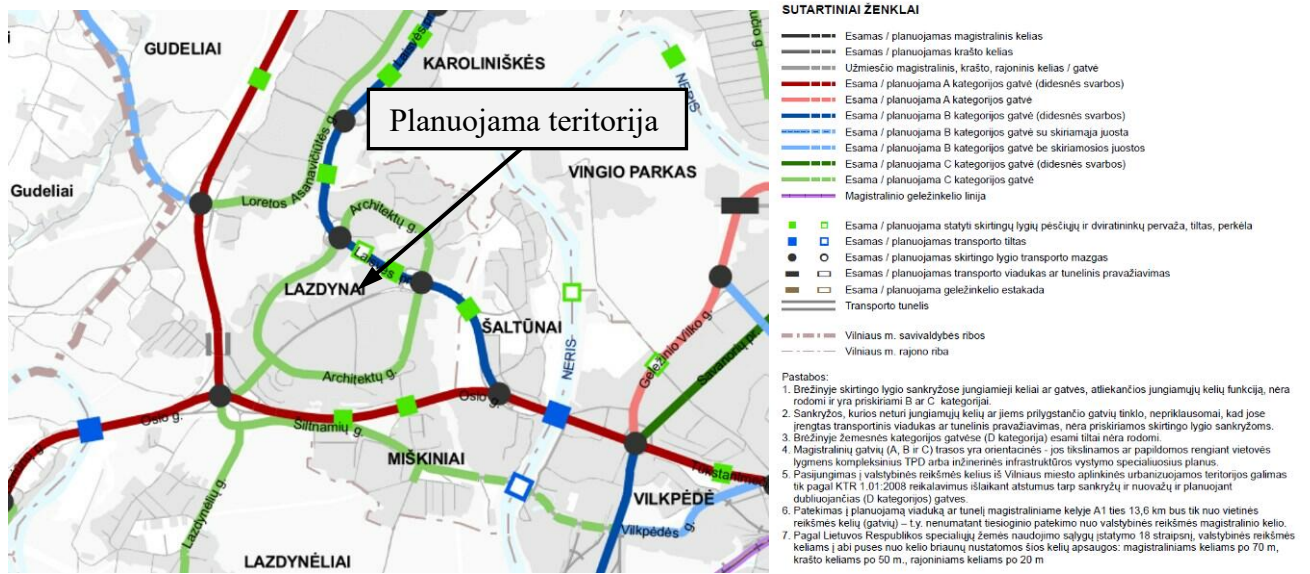 GUDELIAI
KAROLINIŠKĖS
Laisvės pr.
NERIS
Planuojama teritorija
VINGIO PARKAS
Gudeliai
Loretos Asanavičiūtės g.
Architektų g.
Laisvės pr.
LAZDYNAI
ŠALTŪNAI
NERIS
Geležinio Vilko g.
Savanorių pr.
Architektų g.
Oslo g.
Oslo g.
Siltnamių g.
MIŠKINIAI
VILKPĖDĖ
Vilkpėdės g.
Lazdynėlių g.
LAZDYNĖLIAI
SUTARTINIAI ŽENKLAI
Esamas / planuojamas magistralinis kelias
Esamas / planuojamas krašto kelias
Užmiesčio magistralinis, krašto, rajoninis kelias / gatvė
Esama / planuojama A kategorijos gatvė (didesnės svarbos)
Esama / planuojama A kategorijos gatvė
Esama / planuojama B kategorijos gatvė (didesnės svarbos)
Esama / planuojama B kategorijos gatvė su skiriamąja juosta
Esama / planuojama B kategorijos gatvė be skiriamosios juostos
Esama / planuojama C kategorijos gatvė (didesnės svarbos)
Esama / planuojama C kategorijos gatvė
Magistralinio geležinkelio linija
Esama / planuojama statyti skirtingų lygių pėsčiųjų ir dviratininkų pervaža, tiltas, perkėla
Esamas / planuojamas transporto tiltas
Esamas / planuojamas skirtingo lygio transporto mazgas
Esamas / planuojamas transporto viadukas ar tunelinis pravažiavimas
Esama / planuojama geležinkelio estakada
Transporto tunelis
Vilniaus m. savivaldybės ribos
Vilniaus m. rajono riba
Pastabos:
1. Brėžinyje skirtingo lygio sankryžose jungiamieji keliai ar gatvės, atliekančios jungiamųjų kelių funkciją, nėra
rodomi ir yra priskiriami B ar C kategorijai.
2. Sankryžos, kurios neturi jungiamųjų kelių ar jiems prilygstančio gatvių tinklo, nepriklausomai, kad jose
įrengtas transportinis viadukas ar tunelinis pravažiavimas, nėra priskiriamos skirtingo lygio sankryžoms.
3. Brėžinyje žemesnės kategorijos gatvėse (D kategorija) esami tiltai nėra rodomi.
4. Magistralinių gatvių (A, B ir C) trasos yra orientacinės - jos tikslinamos ar papildomos rengiant vietovės
lygmens kompleksinius TPD arba inžinerinės infrastruktūros vystymo specialiuosius planus.
5. Pasijungimas į valstybinės reikšmės kelius iš Vilniaus miesto aplinkinės urbanizuojamos teritorijos galimas
tik pagal KTR 1.01:2008 reikalavimus išlaikant atstumus tarp sankryžų ir nuovažų ir planuojant
dubliuojančias (D kategorijos) gatves.
6. Patekimas į planuojamą viaduką ar tunelį magistraliniame kelyje A1 ties 13,6 km bus tik nuo vietinės
reikšmės kelių (gatvių) – t.y. nenumatant tiesioginio patekimo nuo valstybinės reikšmės magistralinio kelio.
7. Pagal Lietuvos Respublikos specialiųjų žemės naudojimo sąlygų įstatymo 18 straipsnį, valstybinės reikšmės
keliams į abi puses nuo kelio briaunų nustatomos šios kelių apsaugos: magistraliniams keliams po 70 m,
krašto keliams po 50 m., rajoniniams keliams po 20 m